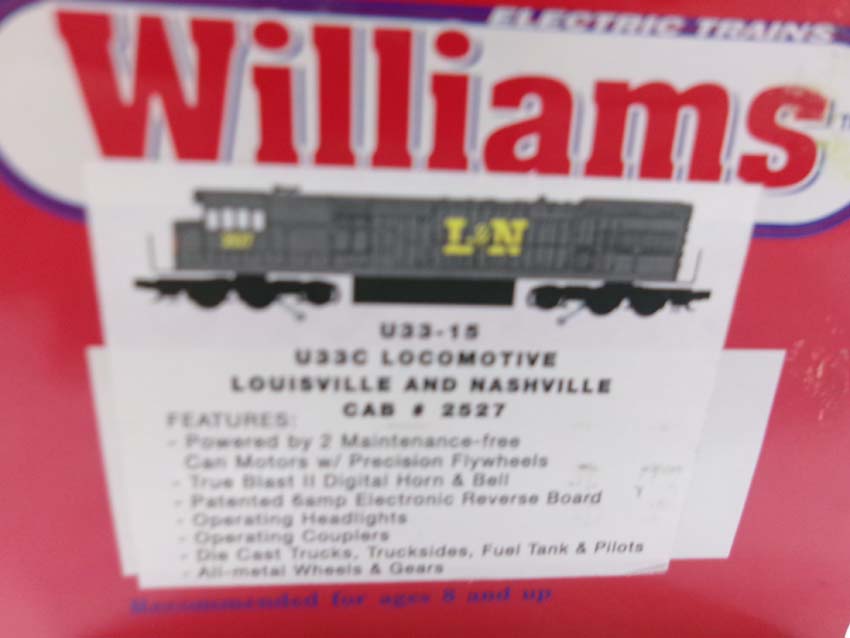 ELECTRIC TRAINS
Williams
L&N
U33-15
U33C LOCOMOTIVE
LOUISVILLE AND NASHVILLE
CAB # 2527
FEATURES:
- Powered by 2 Maintenance-free
Can Motors w/ Precision Flywheels
- True Blast II Digital Horn & Bell
- Patented 6amp Electronic Reverse Board
- Operating Headlights
- Operating Couplers
- Die Cast Trucks, Trucksides, Fuel Tank & Pilots
- All-metal Wheels & Gears
Recommended for ages 8 and up